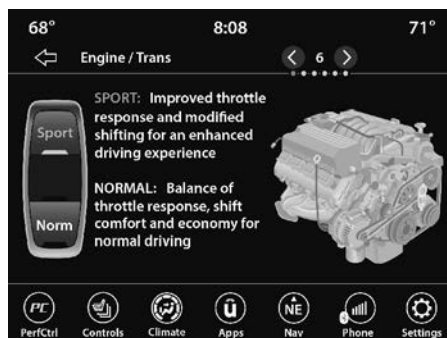 68° 8:08 71°
Engine / Trans 6
SPORT: Improved throttle
response and modified
shifting for an enhanced
driving experience
Sport
NORMAL: Balance of
throttle response, shift
comfort and economy for
normal driving
Norm
PC û NE
PerfCtrl Controls Climate Apps Nav Phone Settings